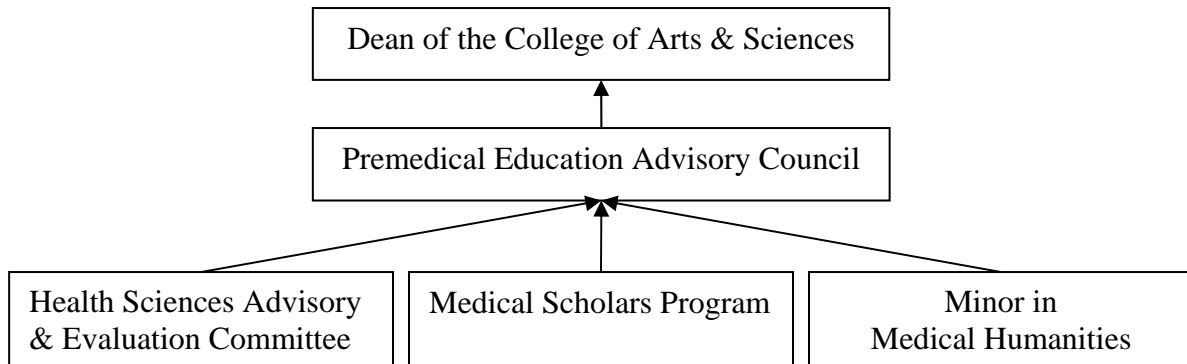 Dean of the College of Arts & Sciences
Premedical Education Advisory Council
Health Sciences Advisory
& Evaluation Committee
Medical Scholars Program
Minor in
Medical Humanities